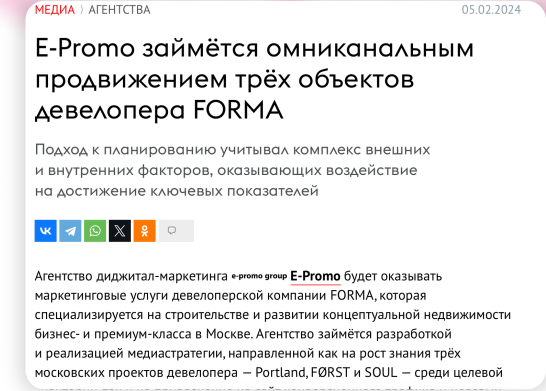 МЕДИА ⟩ АГЕНТСТВА 05.02.2024
E-Promo займётся омниканальным
продвижением трёх объектов
девелопера FORMA
Подход к планированию учитывал комплекс внешних
и внутренних факторов, оказывающих воздействие
на достижение ключевых показателей
Агентство диджитал-маркетинга e-promo group E-Promo будет оказывать
маркетинговые услуги девелоперской компании FORMA, которая
специализируется на строительстве и развитии концептуальной недвижимости
бизнес- и премиум-класса в Москве. Агентство займётся разработкой
и реализацией медиастратегии, направленной как на рост знания трёх
московских проектов девелопера — Portland, FØRST и SOUL — среди целевой